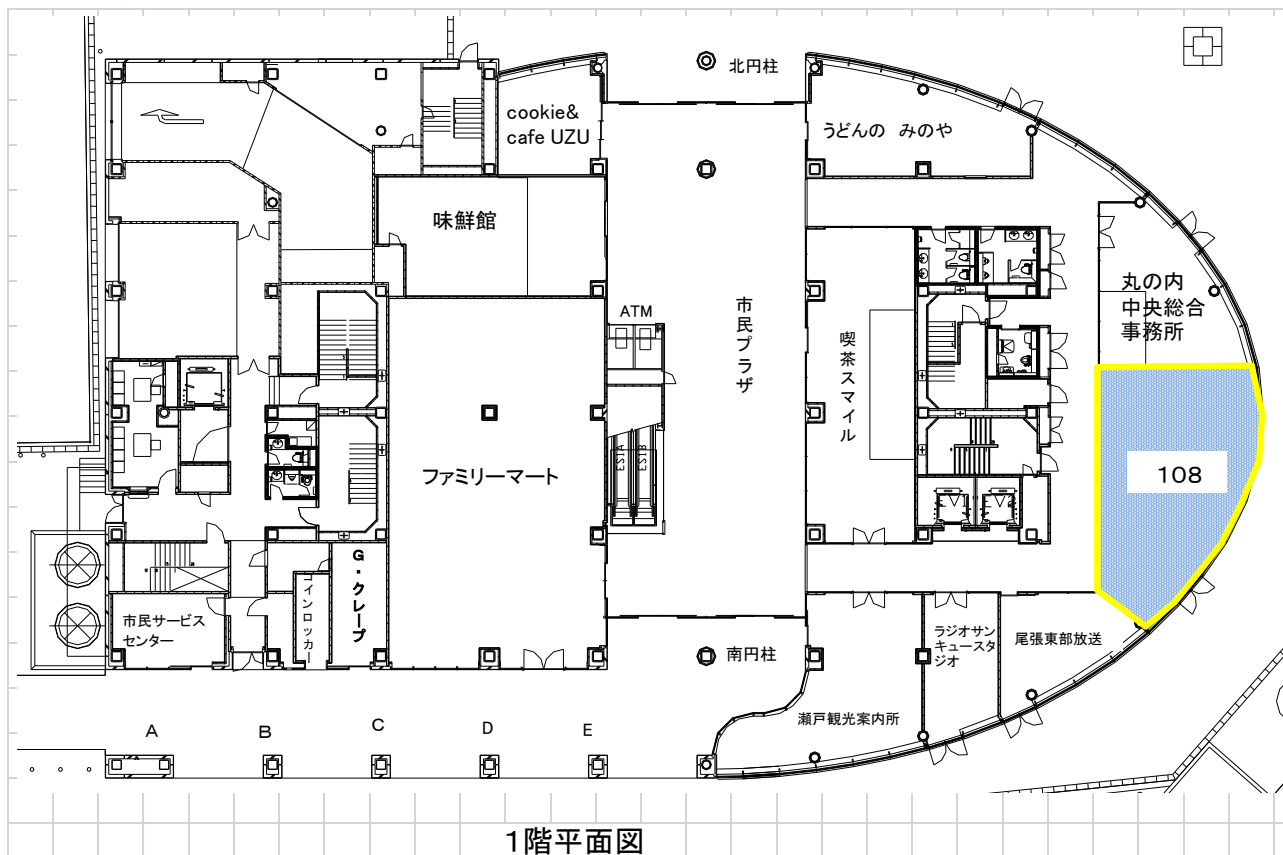 北円柱
cookie&
cafe UZU
うどんの みのや
味鮮館
丸の内
中央総合
事務所
ATM
市民プラザ
喫茶スマイル
108
ファミリーマート
ESTA
ESTB
G・クレープ
コインロッカー
市民サービス
センター
南円柱
ラジオサン
キュースタ
ジオ
尾張東部放送
瀬戸観光案内所
A
B
C
D
E
1階平面図